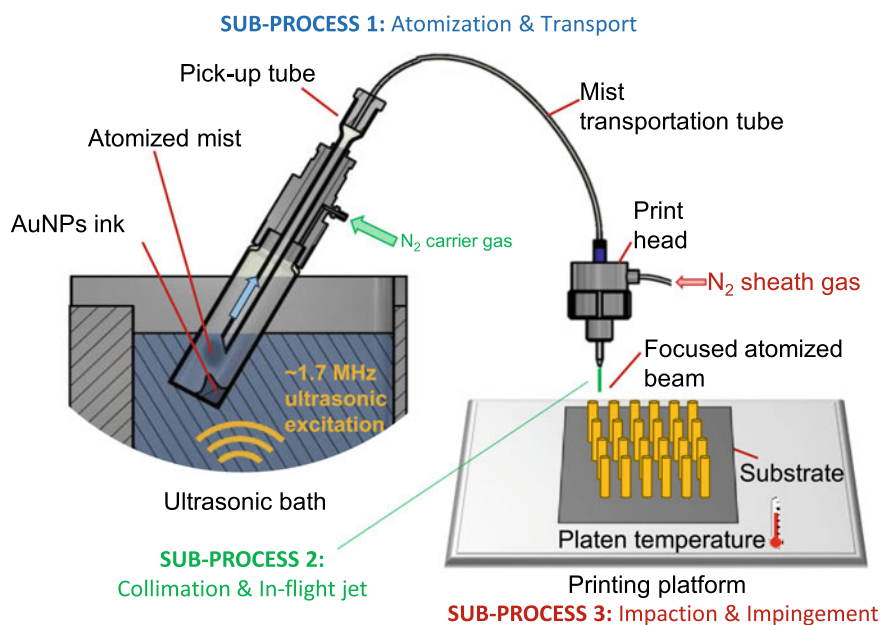 SUB-PROCESS 1: Atomization & Transport
Pick-up tube
Mist
transportation tube
Atomized mist
AuNPs ink
Print
head
N₂ carrier gas
N₂ sheath gas
Focused atomized
beam
~1.7 MHz
ultrasonic
excitation
Substrate
Ultrasonic bath
Platen temperature
SUB-PROCESS 2:
Collimation & In-flight jet
Printing platform
SUB-PROCESS 3: Impaction & Impingement